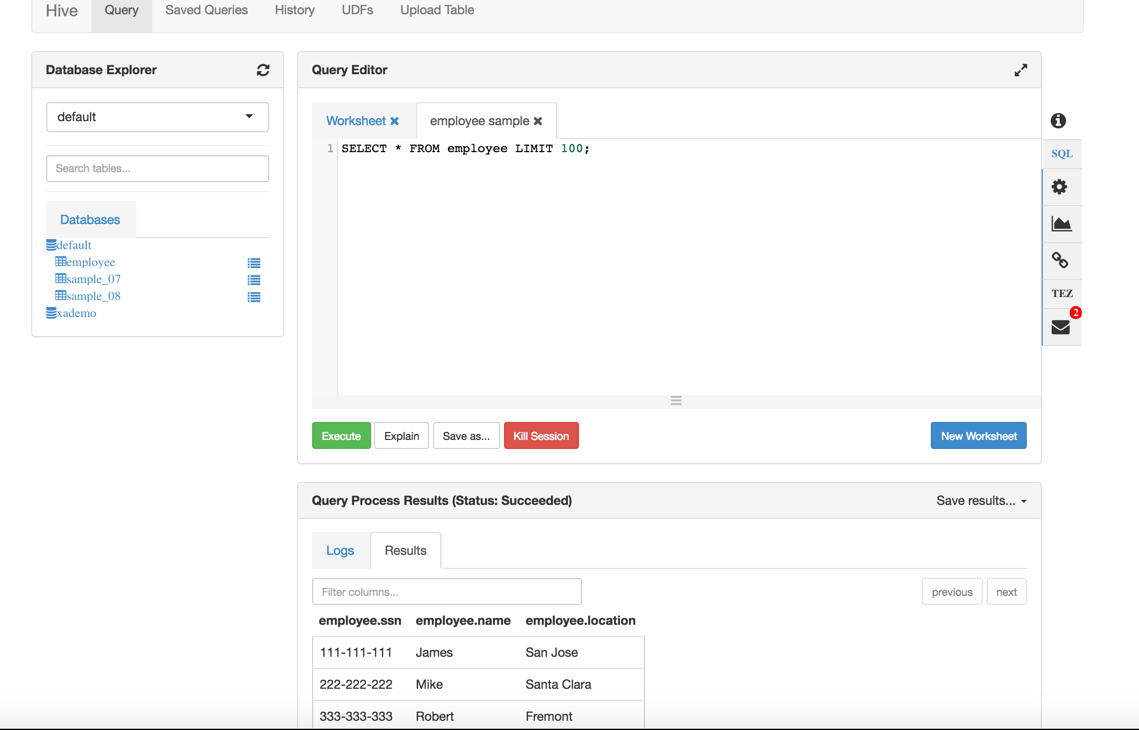 Hive Query Saved Queries History UDFs Upload Table
Database Explorer
default
Search tables...
Databases
default
employee
sample_07
sample_08
xademo
Query Editor
Worksheet employee sample
1 SELECT * FROM employee LIMIT 100;
Execute Explain Save as... Kill Session New Worksheet
SQL
TEZ
2
Query Process Results (Status: Succeeded) Save results...
Logs Results
Filter columns... previous next
employee.ssn employee.name employee.location
111-111-111 James San Jose
222-222-222 Mike Santa Clara
333-333-333 Robert Fremont